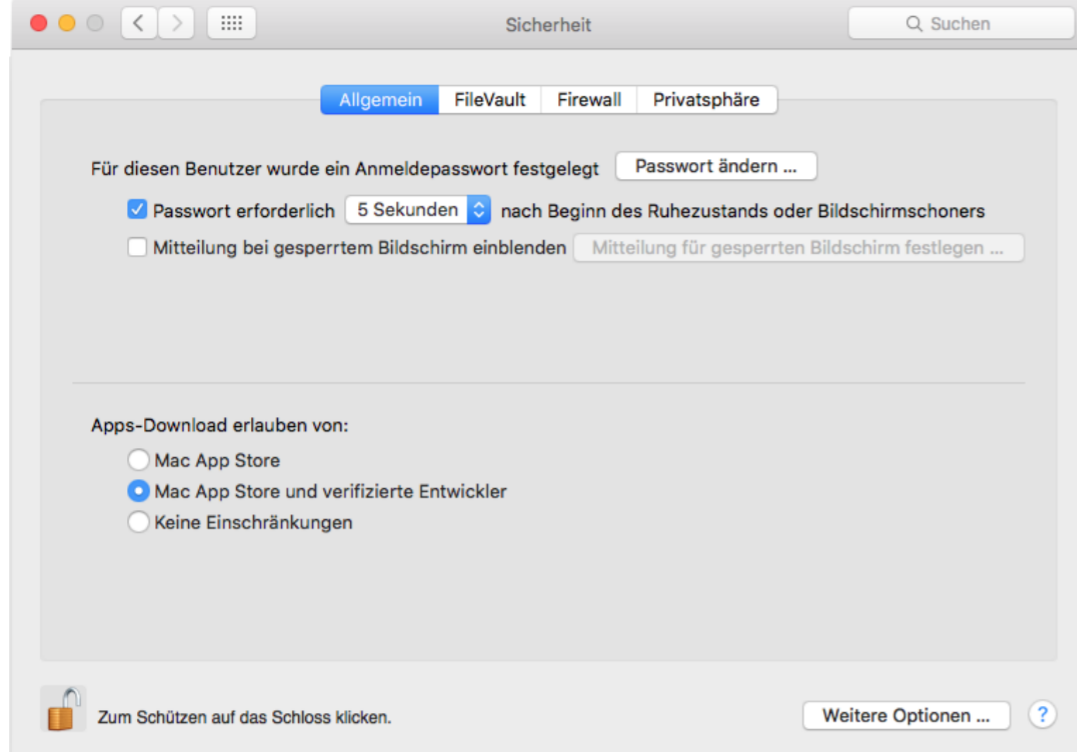 Sicherheit
Suchen
Allgemein FileVault Firewall Privatsphäre
Für diesen Benutzer wurde ein Anmeldepasswort festgelegt Passwort ändern ...
Passwort erforderlich 5 Sekunden nach Beginn des Ruhezustands oder Bildschirmschoners
Mitteilung bei gesperrtem Bildschirm einblenden Mitteilung für gesperrten Bildschirm festlegen ...
Apps-Download erlauben von:
Mac App Store
Mac App Store und verifizierte Entwickler
Keine Einschränkungen
Zum Schützen auf das Schloss klicken. Weitere Optionen ... ?